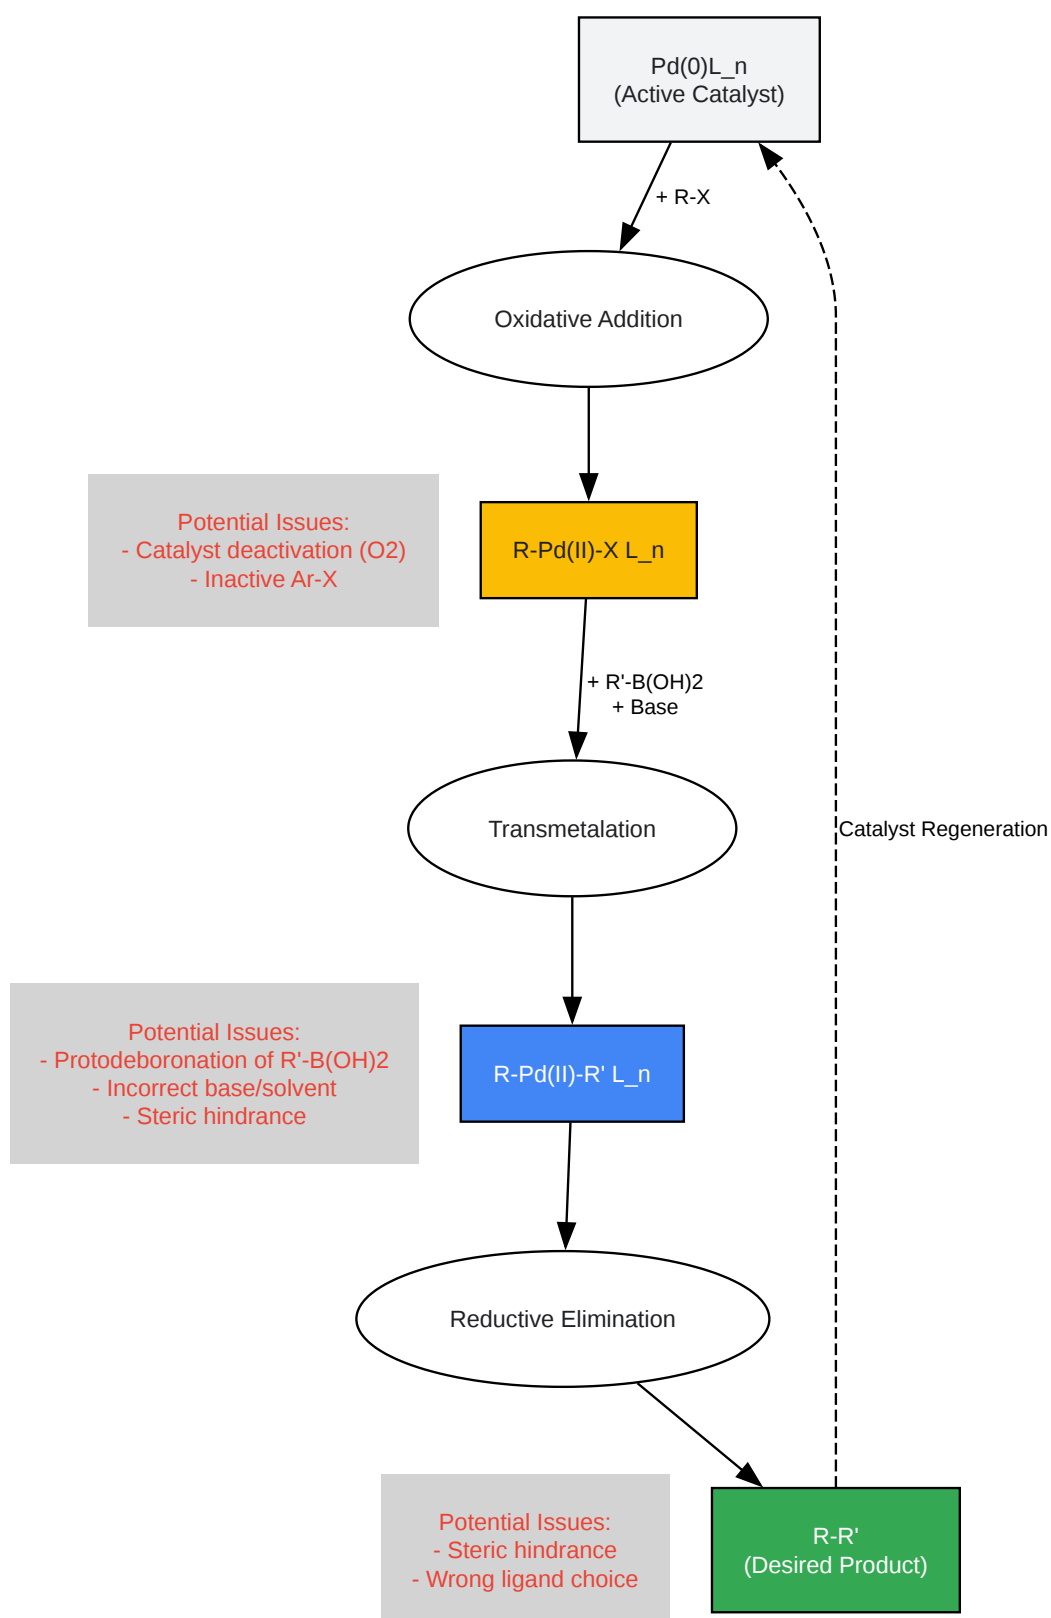 Pd(0)L_n
(Active Catalyst)
+ R-X
Oxidative Addition
Potential Issues:
- Catalyst deactivation (O2)
- Inactive Ar-X
R-Pd(II)-X L_n
+ R'-B(OH)2
+ Base
Transmetalation
Catalyst Regeneration
Potential Issues:
- Protodeboronation of R'-B(OH)2
- Incorrect base/solvent
- Steric hindrance
R-Pd(II)-R' L_n
Reductive Elimination
Potential Issues:
- Steric hindrance
- Wrong ligand choice
R-R'
(Desired Product)